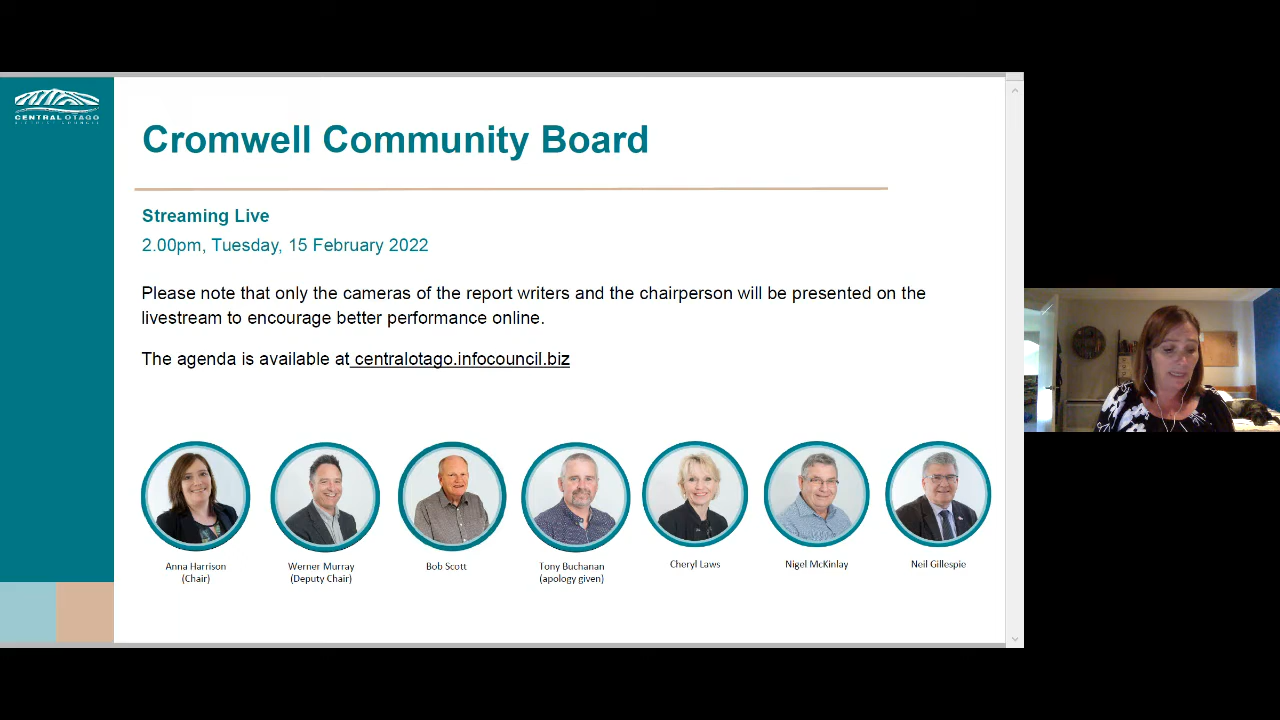 CENTRAL OTAGO
DISTRICT COUNCIL
Cromwell Community Board
Streaming Live
2.00pm, Tuesday, 15 February 2022
Please note that only the cameras of the report writers and the chairperson will be presented on the
livestream to encourage better performance online.
The agenda is available at centralotago.infocouncil.biz
Anna Harrison
(Chair)
Werner Murray
(Deputy Chair)
Bob Scott
Tony Buchanan
(apology given)
Cheryl Laws
Nigel McKinlay
Neil Gillespie